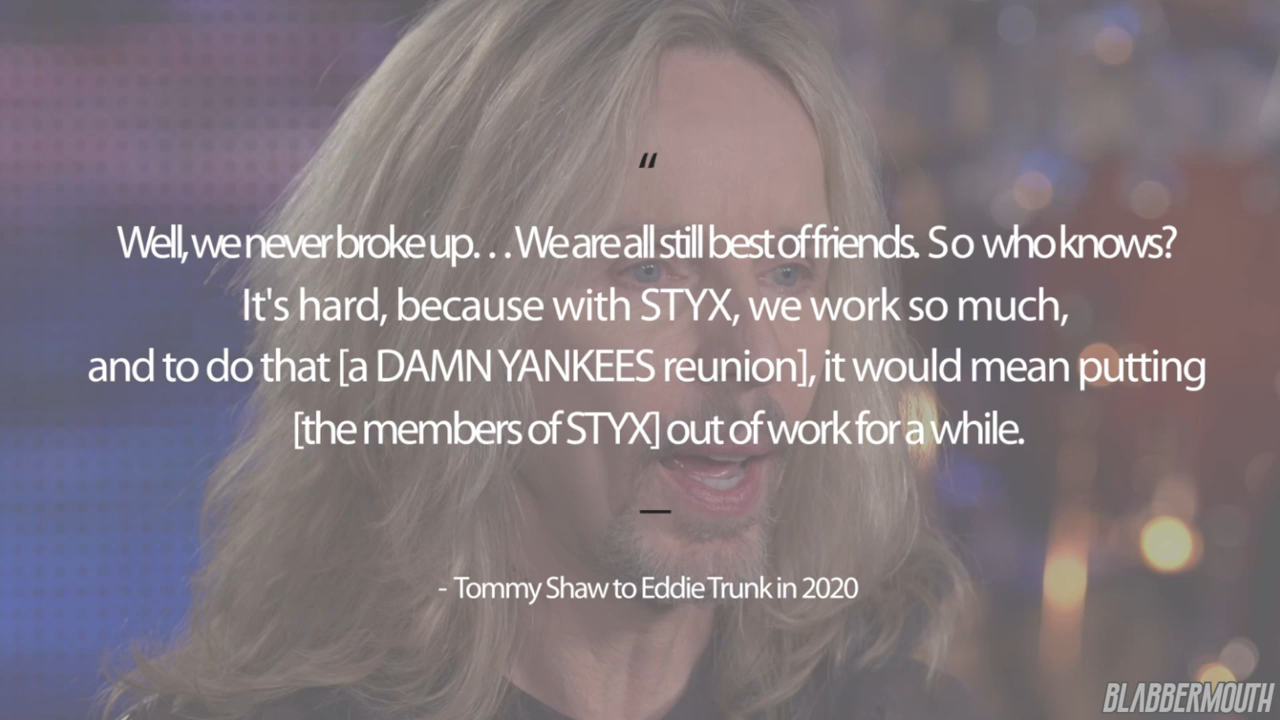 “
Well, we never broke up. . . We are all still best of friends. So who knows?
It's hard, because with STYX, we work so much,
and to do that [a DAMN YANKEES reunion], it would mean putting
[the members of STYX] out of work for a while.
—
- Tommy Shaw to Eddie Trunk in 2020
BLABBERMOUTH